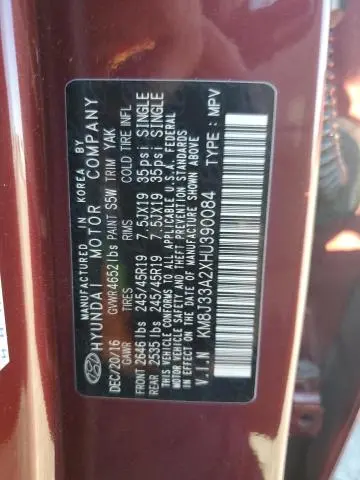 MANUFACTURED IN KOREA BY
HYUNDAI MOTOR COMPANY
DEC/20/16 GVWR 4652 lbs PAINT S5W TRIM YAK
GAWR TIRES RIMS COLD TIRE INFL
FRONT 2646 lbs 245/45R19 7.5JX19 35psi SINGLE
REAR 2535 lbs 245/45R19 7.5JX19 35psi SINGLE
THIS VEHICLE CONFORMS TO ALL APPLICABLE U.S.A. FEDERAL
MOTOR VEHICLE SAFETY, BUMPER, AND THEFT PREVENTION STANDARDS
IN EFFECT ON THE DATE OF MANUFACTURE SHOWN ABOVE.
V.I.N KM8J33A2XHU390084 TYPE : MPV